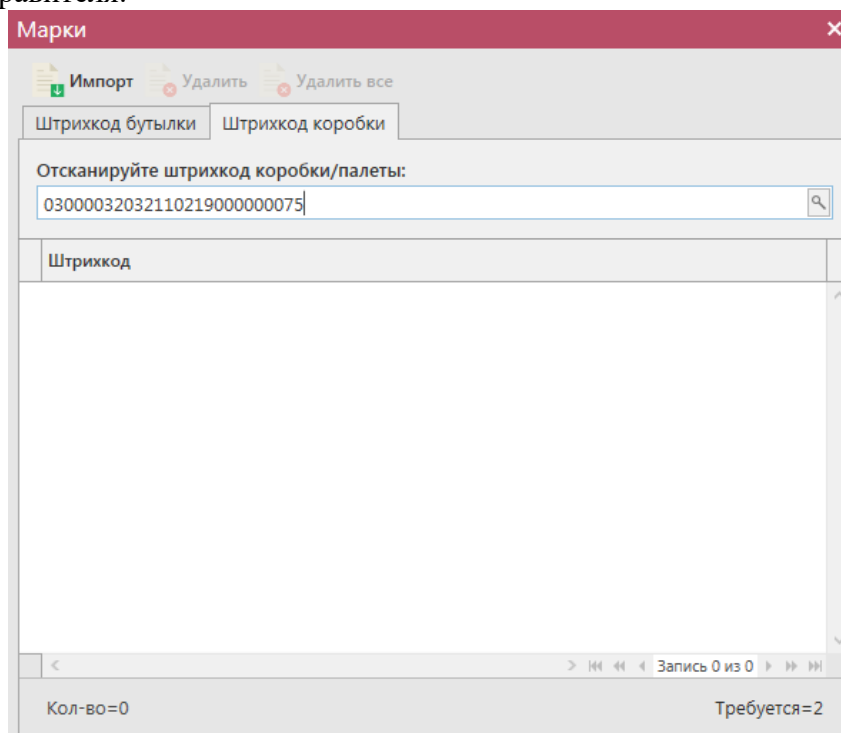 Марки
Импорт Удалить Удалить все
Штрихкод бутылки Штрихкод коробки
Отсканируйте штрихкод коробки/палеты:
03000032032110219000000075
Штрихкод
Запись 0 из 0
Кол-во=0 Требуется=2